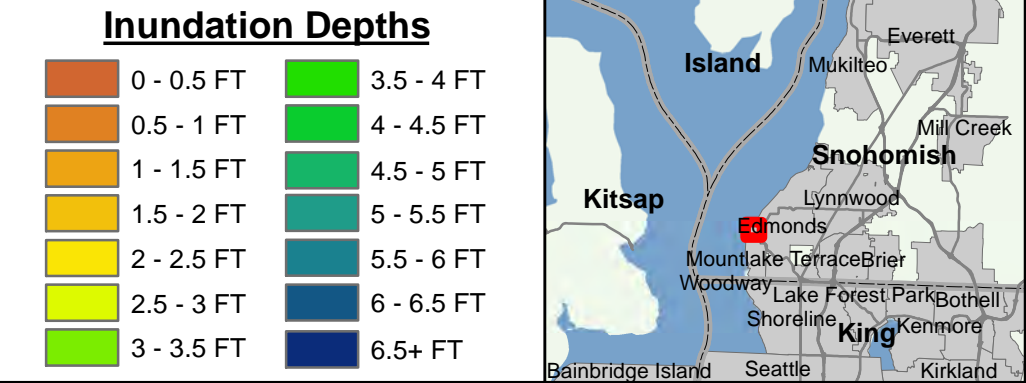 Inundation Depths
0 - 0.5 FT
0.5 - 1 FT
1 - 1.5 FT
1.5 - 2 FT
2 - 2.5 FT
2.5 - 3 FT
3 - 3.5 FT
3.5 - 4 FT
4 - 4.5 FT
4.5 - 5 FT
5 - 5.5 FT
5.5 - 6 FT
6 - 6.5 FT
6.5+ FT
Everett
Island
Mukilteo
Mill Creek
Snohomish
Kitsap
Lynnwood
Edmonds
Mountlake Terrace
Brier
Woodway
Lake Forest Park
Bothell
Shoreline
King
Kenmore
Bainbridge Island
Seattle
Kirkland